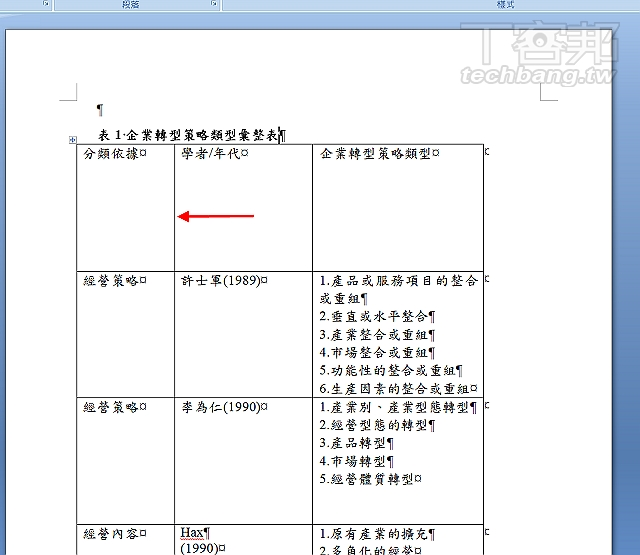 段落
樣式
T客邦
techbang.tw
表 1·企業轉型策略類型彙整表
分類依據
學者/年代
企業轉型策略類型
經營策略
許士軍(1989)
1.產品或服務項目的整合
或重組
2.垂直或水平整合
3.產業整合或重組
4.市場整合或重組
5.功能性的整合或重組
6.生產因素的整合或重組
經營策略
李為仁(1990)
1.產業別、產業型態轉型
2.經營型態的轉型
3.產品轉型
4.市場轉型
5.經營體質轉型
經營內容
Hax
(1990)
1.原有產業的擴充
2.多角化的經營